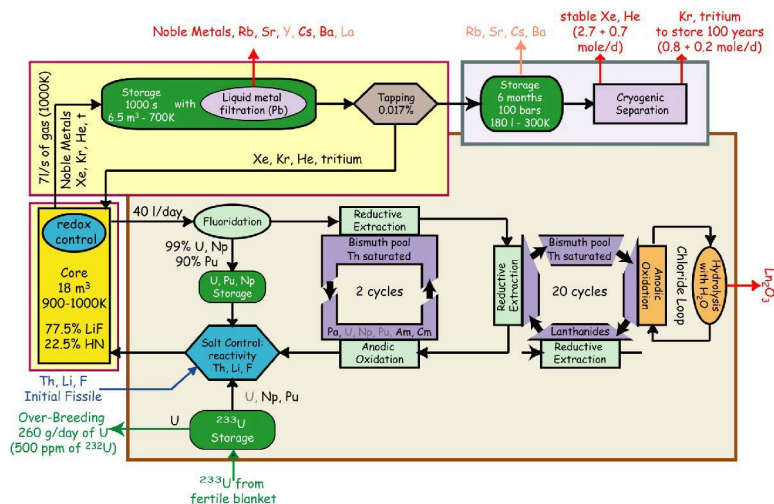 Noble Metals, Rb, Sr, Y, Cs, Ba, La
Rb, Sr, Cs, Ba
stable Xe, He
(2.7 + 0.7
mole/d)
Kr, tritium
to store 100 years
(0.8 + 0.2 mole/d)
7l/s of gas (1000K)
Noble Metals
Xe, Kr, He, t
Storage
1000 s
6.5 m³ - 700K
with
Liquid metal
filtration (Pb)
Tapping
0.017%
Storage
6 months
100 bars
180 l - 300K
Cryogenic
Separation
Xe, Kr, He, tritium
redox
control
Core
18 m³
900-1000K
77.5% LiF
22.5% HN
40 l/day
Fluoridation
99% U, Np
90% Pu
U, Pu, Np
Storage
Salt Control:
reactivity
Th, Li, F
Th, Li, F
Initial Fissile
Reductive
Extraction
Bismuth pool
Th saturated
2 cycles
Pa, U, Np, Pu, Am, Cm
Anodic
Oxidation
Reductive
Extraction
Bismuth pool
Th saturated
20 cycles
Lanthanides
Reductive
Extraction
Anodic
Oxidation
Chloride Loop
Hydrolysis
with H₂O
Ln₂O₃
U, Np, Pu
U
²³³U
Storage
Over-Breeding
260 g/day of U
(500 ppm of ²³²U)
²³³U from
fertile blanket